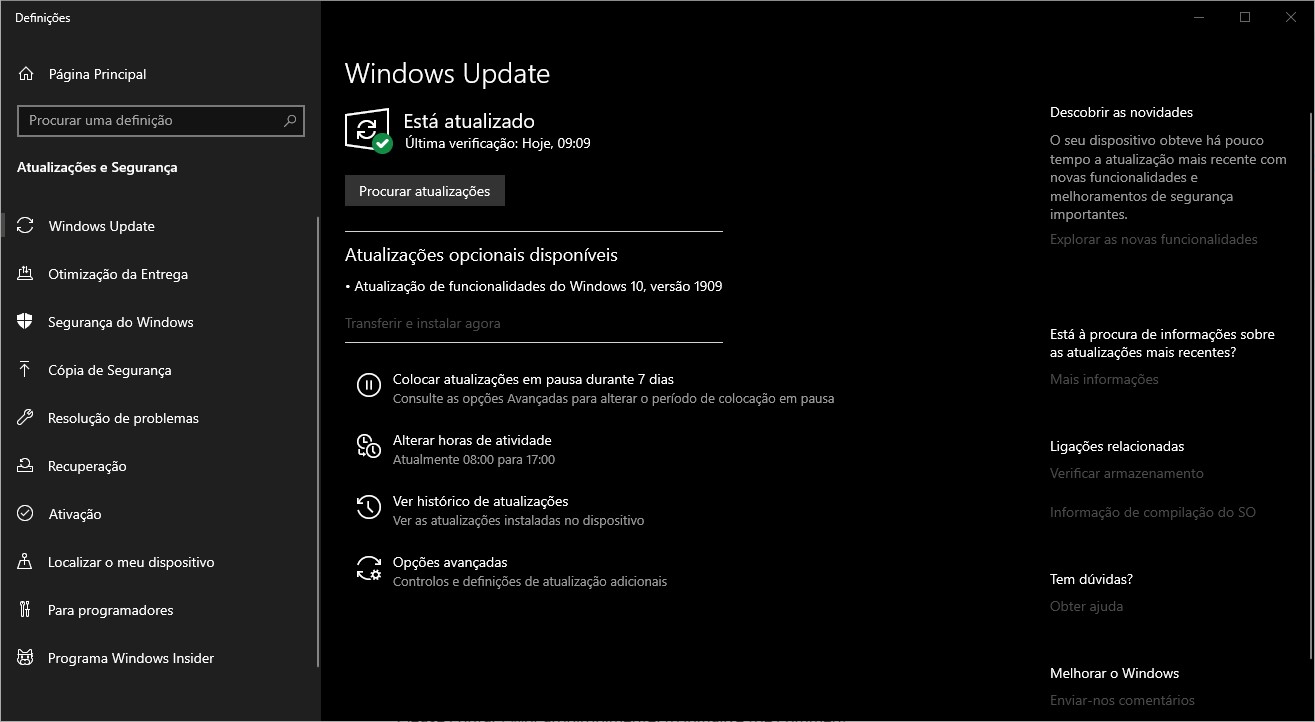 Definições
Página Principal
Procurar uma definição
Atualizações e Segurança
Windows Update
Otimização da Entrega
Segurança do Windows
Cópia de Segurança
Resolução de problemas
Recuperação
Ativação
Localizar o meu dispositivo
Para programadores
Programa Windows Insider
Windows Update
Está atualizado
Última verificação: Hoje, 09:09
Procurar atualizações
Atualizações opcionais disponíveis
• Atualização de funcionalidades do Windows 10, versão 1909
Transferir e instalar agora
Colocar atualizações em pausa durante 7 dias
Consulte as opções Avançadas para alterar o período de colocação em pausa
Alterar horas de atividade
Atualmente 08:00 para 17:00
Ver histórico de atualizações
Ver as atualizações instaladas no dispositivo
Opções avançadas
Controlos e definições de atualização adicionais
Descobrir as novidades
O seu dispositivo obteve há pouco
tempo a atualização mais recente com
novas funcionalidades e
melhoramentos de segurança
importantes.
Explorar as novas funcionalidades
Está à procura de informações sobre
as atualizações mais recentes?
Mais informações
Ligações relacionadas
Verificar armazenamento
Informação de compilação do SO
Tem dúvidas?
Obter ajuda
Melhorar o Windows
Enviar-nos comentários